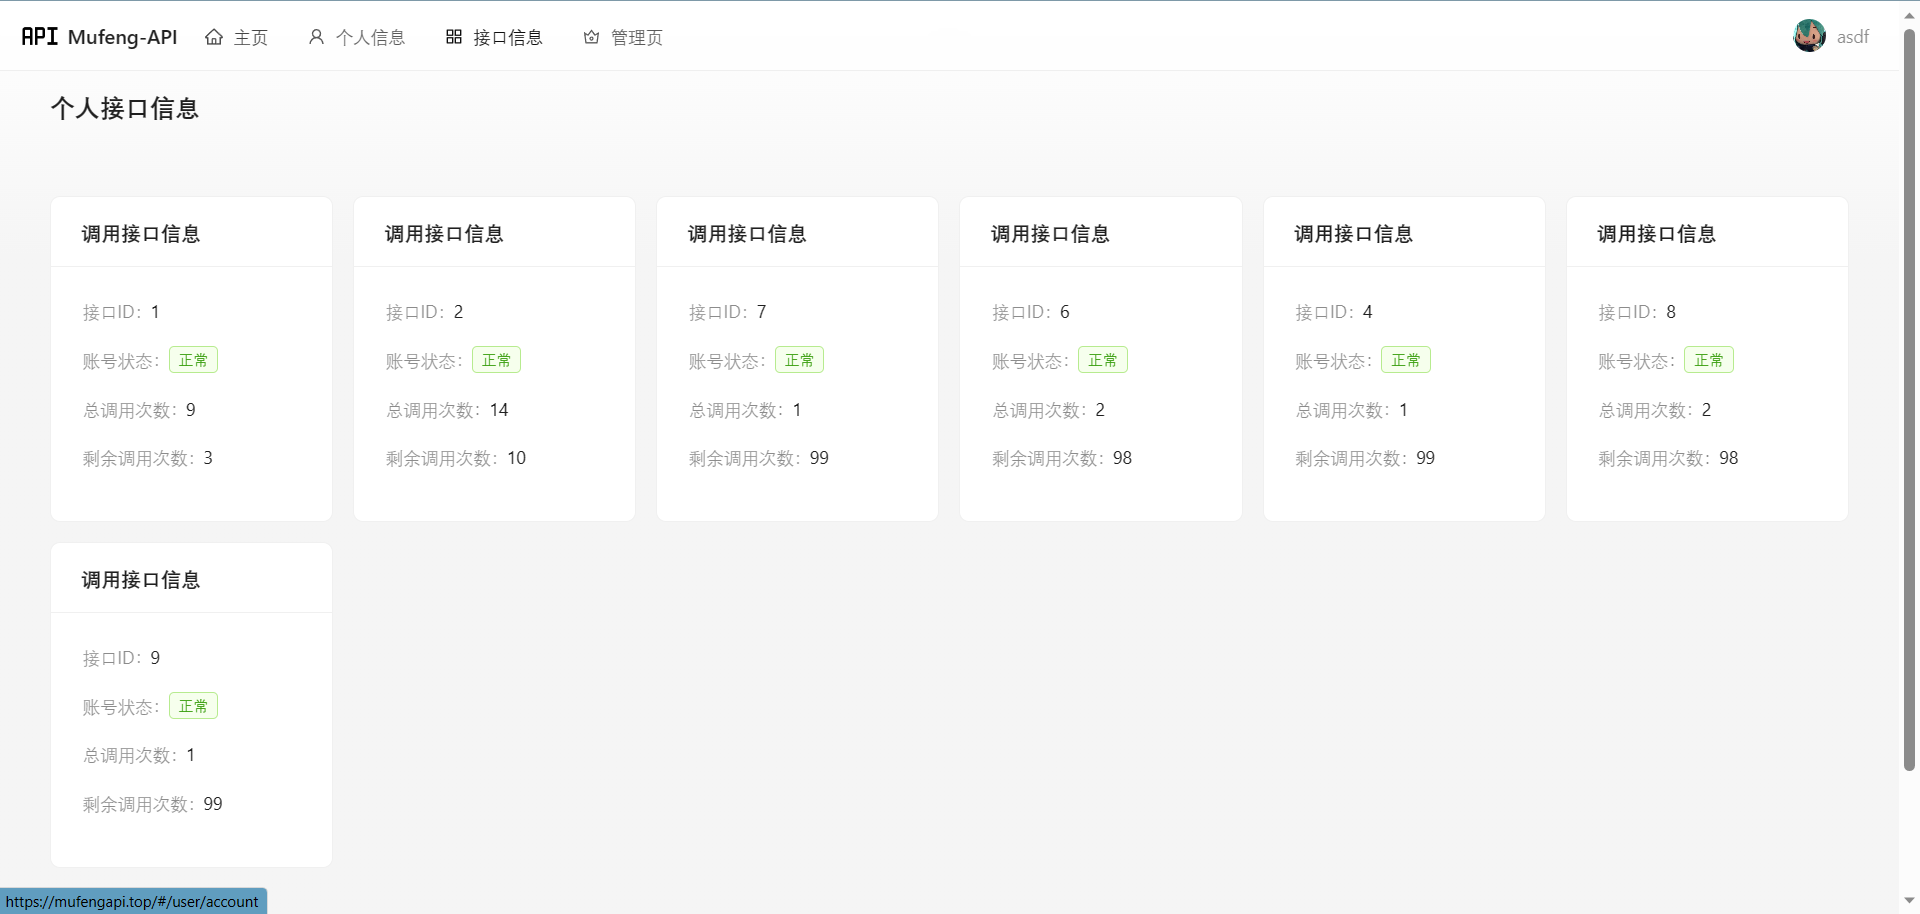 API Mufeng-API 主页 个人信息 接口信息 管理页 asdf
个人接口信息
调用接口信息
接口ID：1
账号状态：正常
总调用次数：9
剩余调用次数：3
调用接口信息
接口ID：2
账号状态：正常
总调用次数：14
剩余调用次数：10
调用接口信息
接口ID：7
账号状态：正常
总调用次数：1
剩余调用次数：99
调用接口信息
接口ID：6
账号状态：正常
总调用次数：2
剩余调用次数：98
调用接口信息
接口ID：4
账号状态：正常
总调用次数：1
剩余调用次数：99
调用接口信息
接口ID：8
账号状态：正常
总调用次数：2
剩余调用次数：98
调用接口信息
接口ID：9
账号状态：正常
总调用次数：1
剩余调用次数：99
https://mufengapi.top/#/user/account